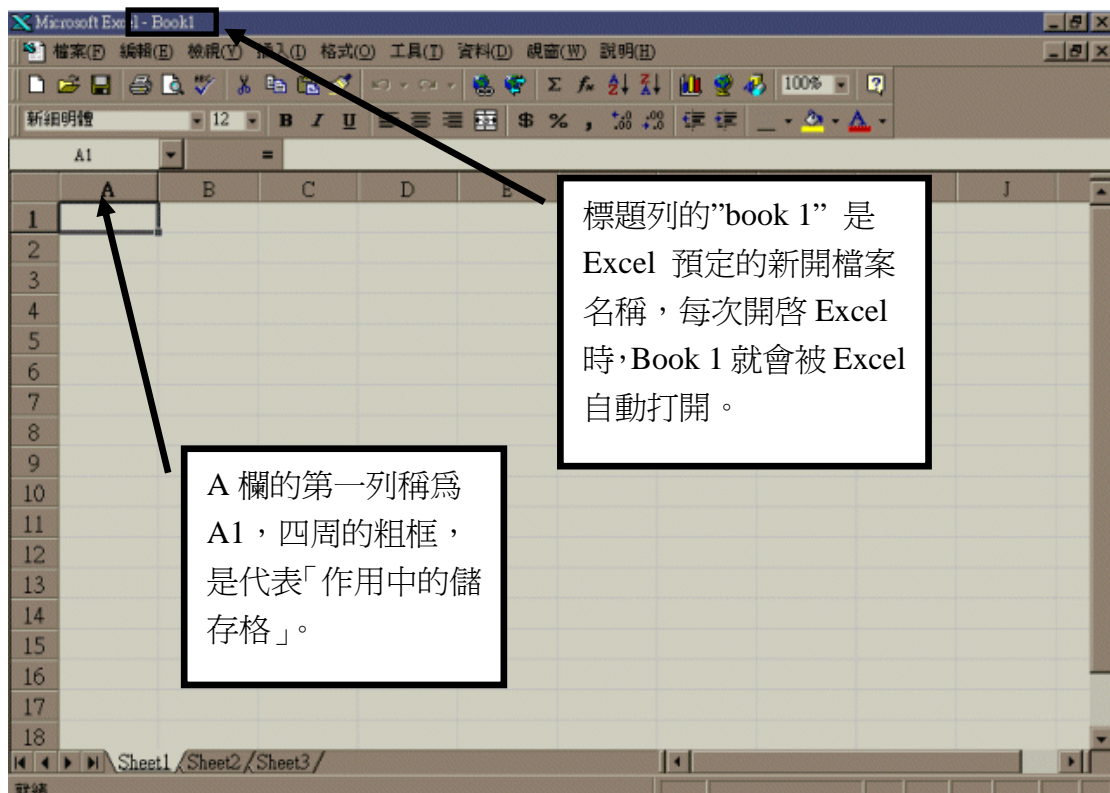 Microsoft Excel - Book1
檔案(F) 編輯(E) 檢視(V) 插入(I) 格式(O) 工具(T) 資料(D) 視窗(W) 説明(H)
100%
新細明體 12 B I U $ % ,
A1 =
A B C D E J
標題列的”book 1” 是
Excel 預定的新開檔案
名稱，每次開啓 Excel
時，Book 1 就會被 Excel
自動打開。
1
2
3
4
5
6
7
8
9
10
11
12
13
14
15
16
17
18
A 欄的第一列稱爲
A1，四周的粗框，
是代表「作用中的儲
存格」。
Sheet1 Sheet2 Sheet3
就緒